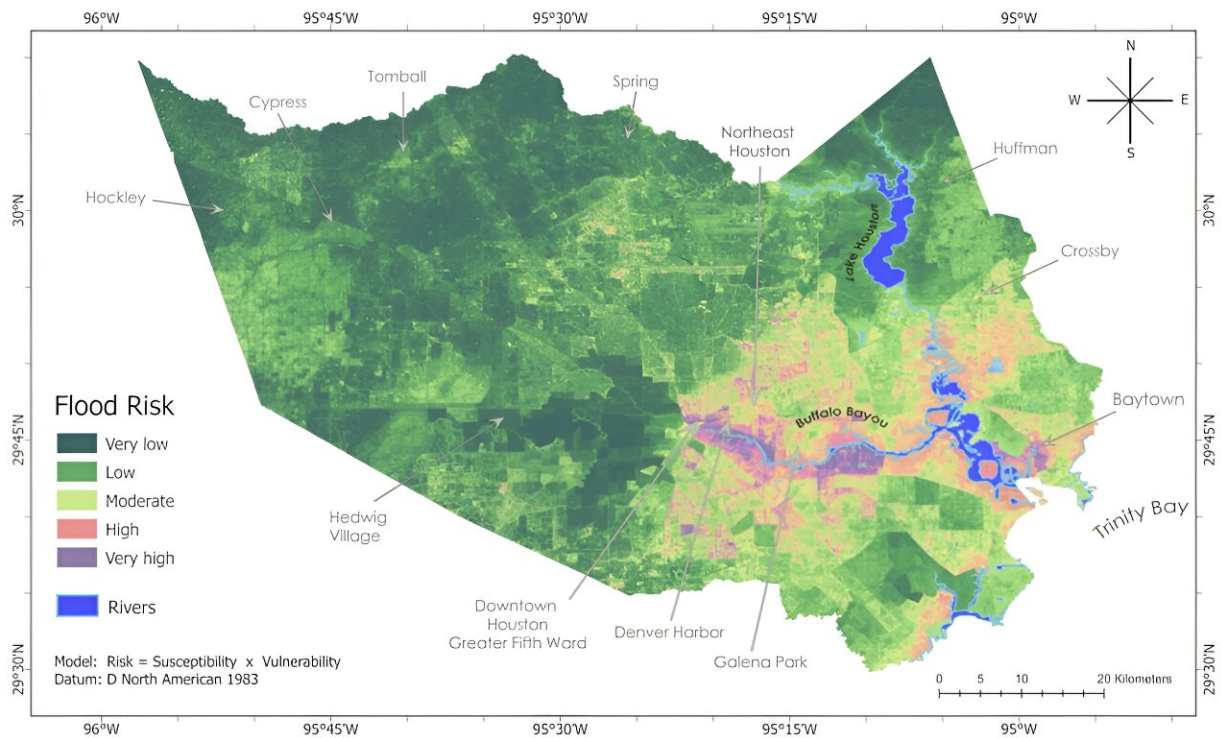 96°W 95°45'W 95°30'W 95°15'W 95°W
N
W E
S
Tomball
Spring
Cypress
Northeast
Houston
Huffman
Hockley
30°N 30°N
Lake Houston
Crossby
Flood Risk
Very low
Low
Moderate
High
Very high
Rivers
Buffalo Bayou
Baytown
29°45'N 29°45'N
Trinity Bay
Hedwig
Village
Downtown
Houston
Greater Fifth Ward
Denver Harbor
Galena Park
Model: Risk = Susceptibility x Vulnerability
Datum: D North American 1983
29°30'N 29°30'N
0 5 10 20 Kilometers
96°W 95°45'W 95°30'W 95°15'W 95°W